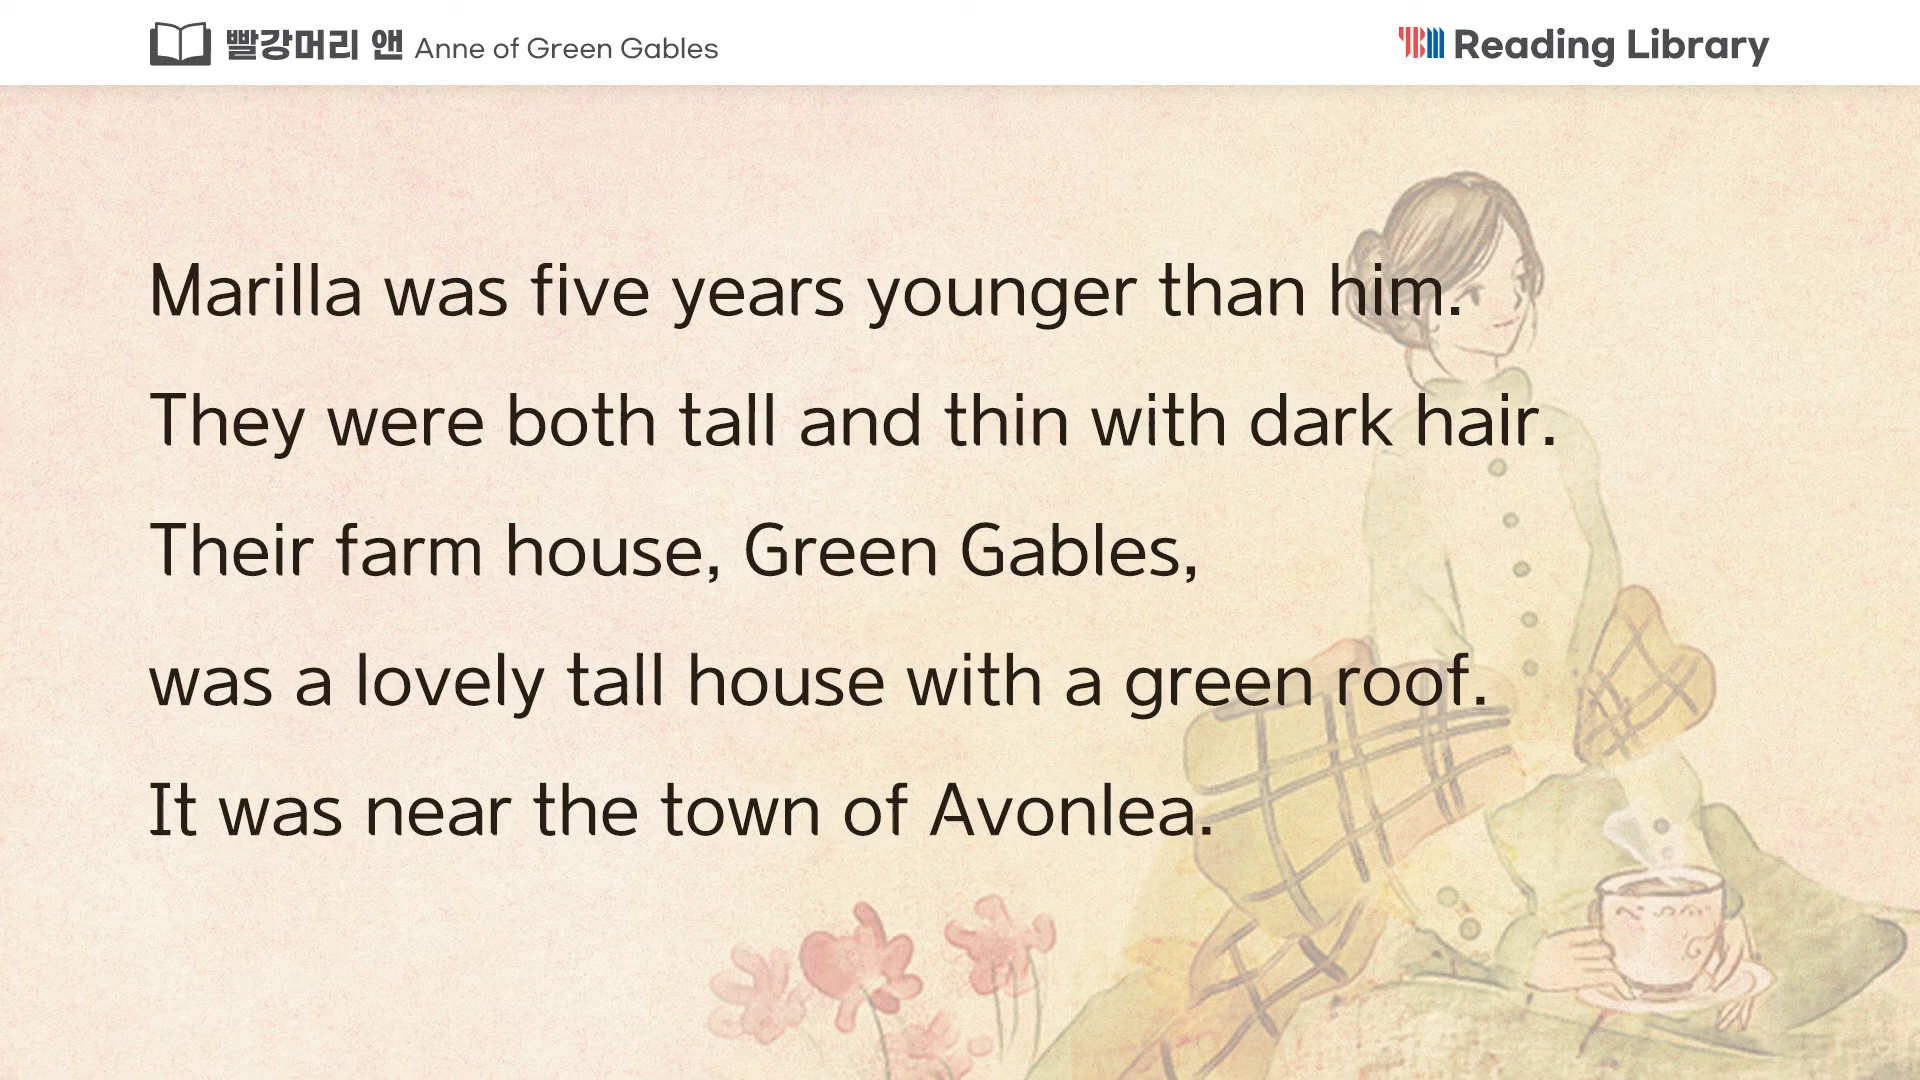 빨강머리 앤 Anne of Green Gables
YBM Reading Library
Marilla was five years younger than him.
They were both tall and thin with dark hair.
Their farm house, Green Gables,
was a lovely tall house with a green roof.
It was near the town of Avonlea.